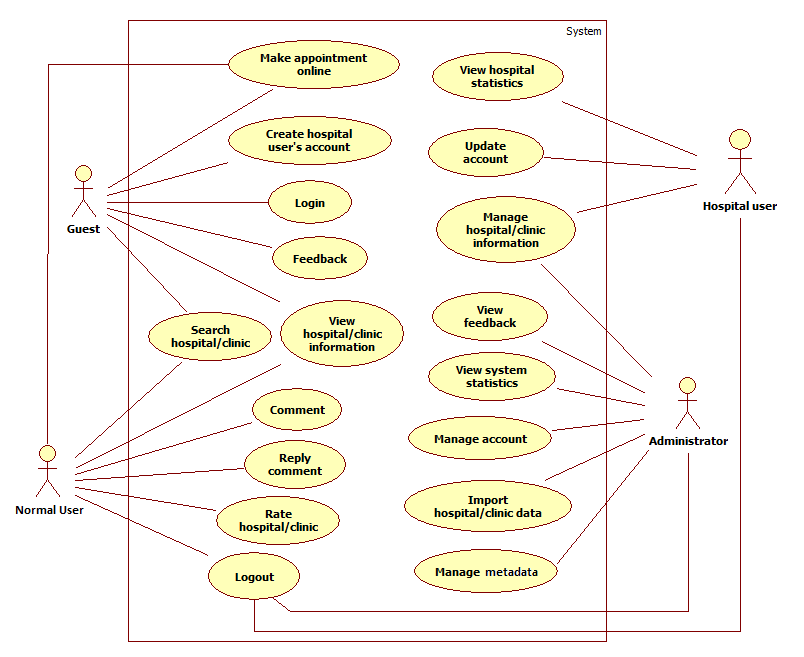 System
Make appointment
online
View hospital
statistics
Create hospital
user's account
Update
account
Hospital user
Login
Guest
Manage
hospital/clinic
information
Feedback
View
feedback
Search
hospital/clinic
View
hospital/clinic
information
View system
statistics
Comment
Manage account
Administrator
Reply
comment
Normal User
Import
hospital/clinic data
Rate
hospital/clinic
Logout
Manage metadata